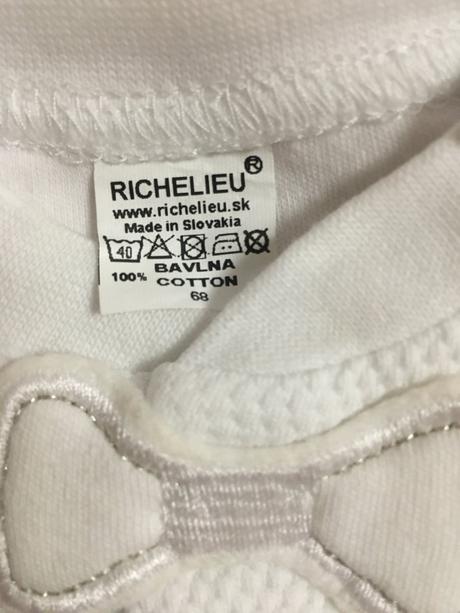 RICHELIEU®
www.richelieu.sk
Made in Slovakia
40
BAVLNA
100% COTTON
68